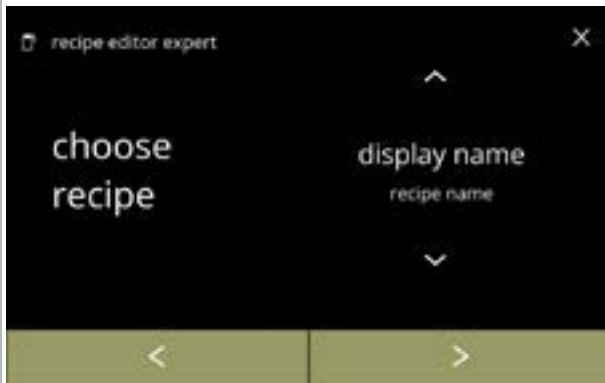 recipe editor expert
choose
recipe
display name
recipe name